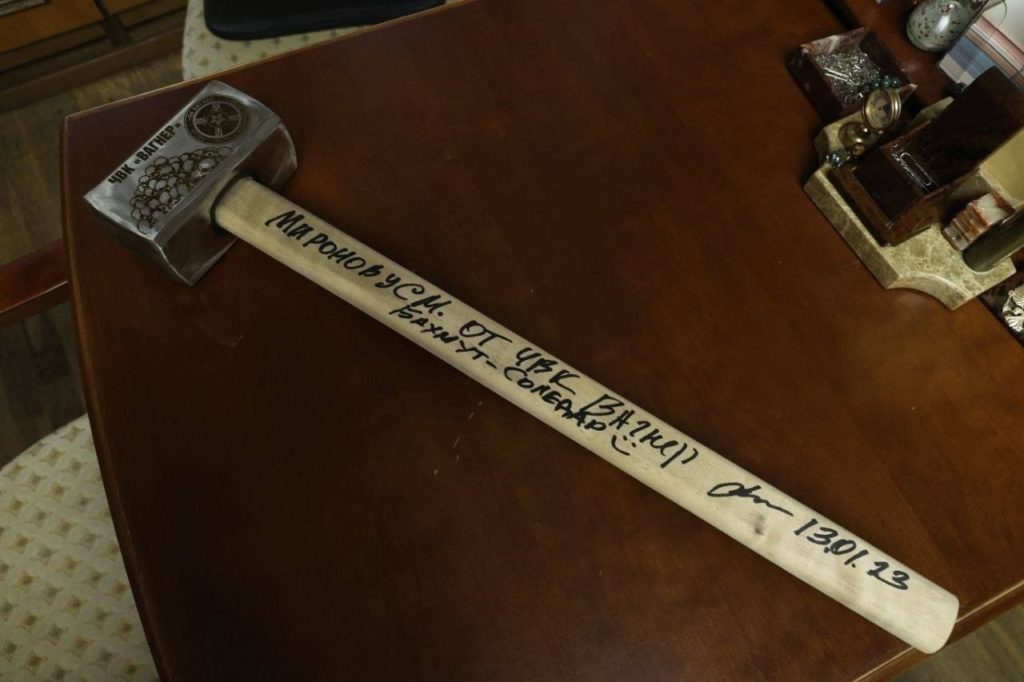 ЧВК «ВАГНЕР»
МИРОНОВУ С М. ОТ ЧВК ВАГНЕР
БАХМУТ-СОЛЕДАР
13.01.23